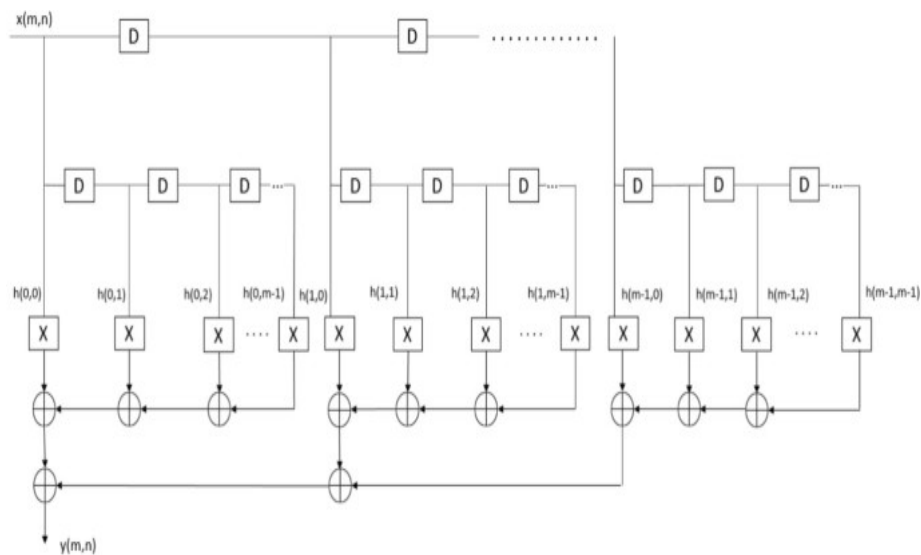 x(m,n)
D
D
........
D
D
D
...
D
D
D
...
D
D
D
...
h(0,0)
h(0,1)
h(0,2)
h(0,m-1)
h(1,0)
h(1,1)
h(1,2)
h(1,m-1)
h(m-1,0)
h(m-1,1)
h(m-1,2)
h(m-1,m-1)
X
X
X
....
X
X
X
X
....
X
X
X
X
....
X
y(m,n)